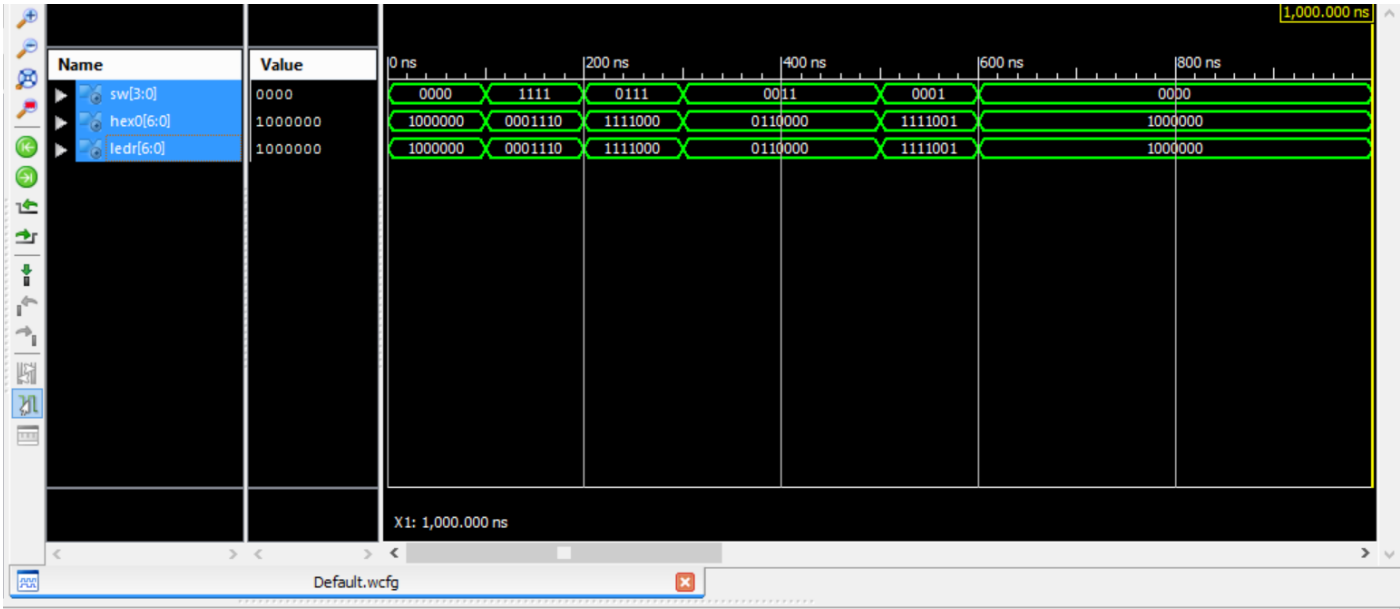 1,000.000 ns
Name Value 0 ns 200 ns 400 ns 600 ns 800 ns
sw[3:0] 0000 0000 1111 0111 0011 0001 0000
hex0[6:0] 1000000 1000000 0001110 1111000 0110000 1111001 1000000
ledr[6:0] 1000000 1000000 0001110 1111000 0110000 1111001 1000000
X1: 1,000.000 ns
Default.wcfg